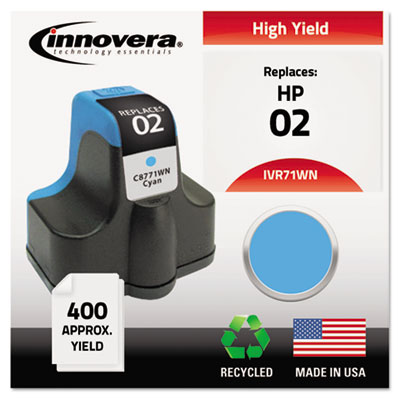 innovera®
technology essentials
High Yield
Replaces:
HP
02
IVR71WN
REPLACES
02
C8771WN
Cyan
400
APPROX.
YIELD
RECYCLED
MADE IN USA